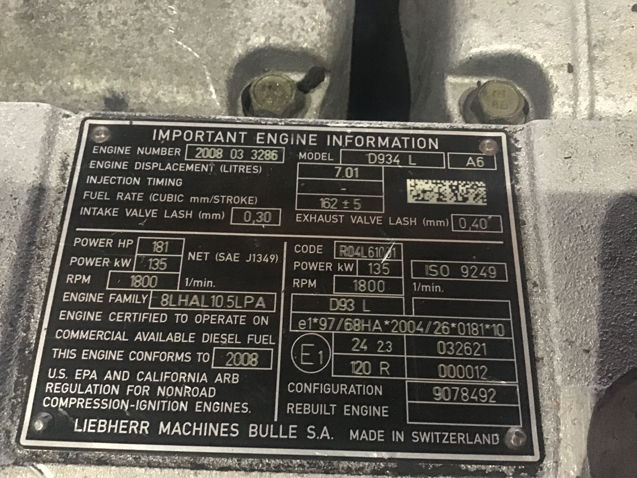 IMPORTANT ENGINE INFORMATION
ENGINE NUMBER 2008 03 3286 MODEL D934 L A6
ENGINE DISPLACEMENT (LITRES) 7.01
INJECTION TIMING -
FUEL RATE (CUBIC mm/STROKE) 162 ± 5
INTAKE VALVE LASH (mm) 0,30 EXHAUST VALVE LASH (mm) 0,40
POWER HP 181
POWER kW 135 NET (SAE J1349)
RPM 1800 1/min.
ENGINE FAMILY 8LHAL10.5LPA
ENGINE CERTIFIED TO OPERATE ON
COMMERCIAL AVAILABLE DIESEL FUEL
THIS ENGINE CONFORMS TO 2008
U.S. EPA AND CALIFORNIA ARB
REGULATION FOR NONROAD
COMPRESSION-IGNITION ENGINES.
CODE
POWER kW 135 ISO 9249
RPM 1800 1/min.
D93 L
e1*97/68HA*2004/26*0181*10
E1 24 23 032621
120 R 000012
CONFIGURATION 9078492
REBUILT ENGINE
LIEBHERR MACHINES BULLE S.A. MADE IN SWITZERLAND